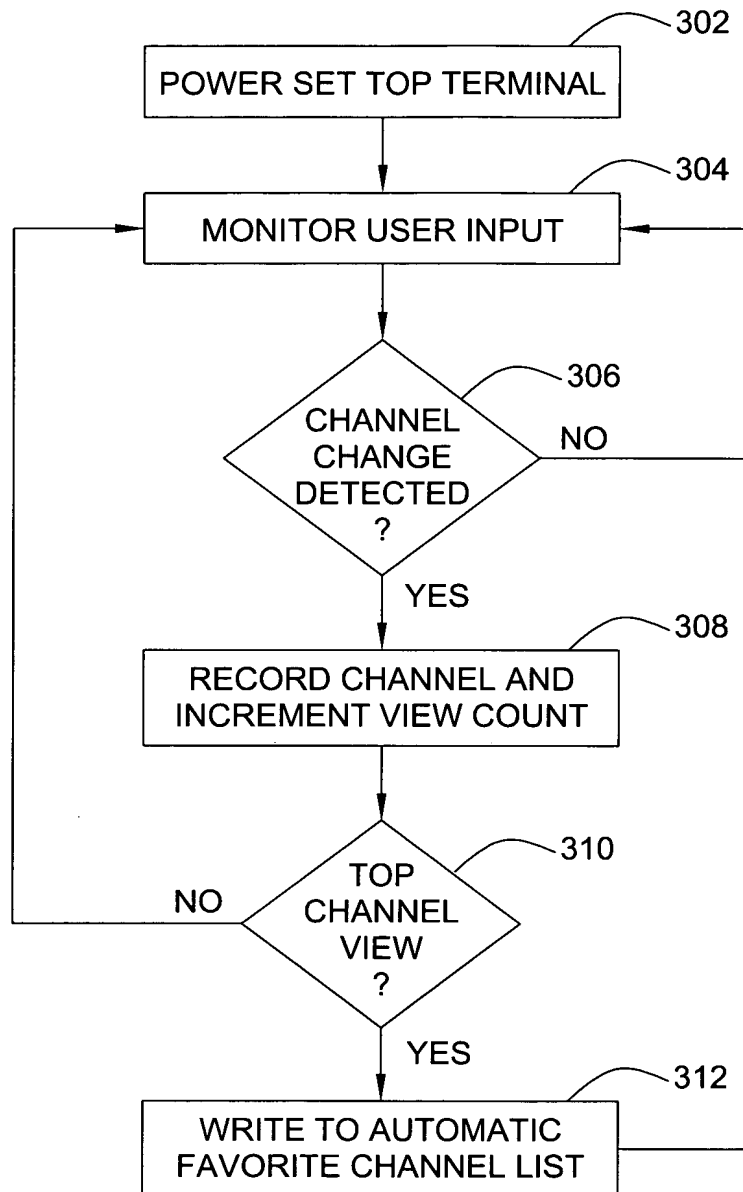 302
POWER SET TOP TERMINAL
304
MONITOR USER INPUT
306
CHANNEL
CHANGE
DETECTED
?
NO
YES
308
RECORD CHANNEL AND
INCREMENT VIEW COUNT
310
TOP
CHANNEL
VIEW
?
NO
YES
312
WRITE TO AUTOMATIC
FAVORITE CHANNEL LIST